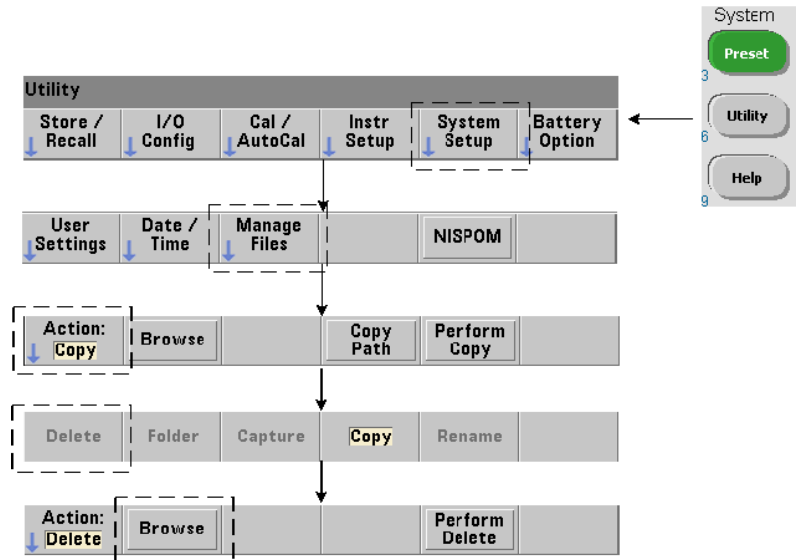 System
Preset
3
Utility
6
Help
9
Utility
Store / Recall
I/O Config
Cal / AutoCal
Instr Setup
System Setup
Battery Option
User Settings
Date / Time
Manage Files
NISPOM
Action: Copy
Browse
Copy Path
Perform Copy
Delete
Folder
Capture
Copy
Rename
Action: Delete
Browse
Perform Delete